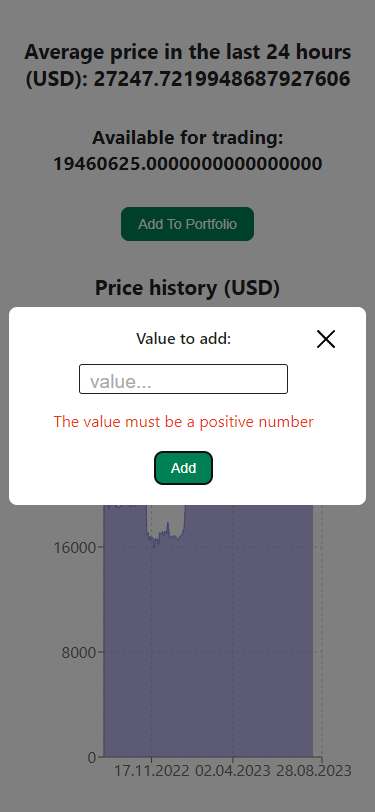 Average price in the last 24 hours
(USD): 27247.7219948687927606
Available for trading:
19460625.0000000000000000
Add To Portfolio
Price history (USD)
Value to add:
value...
The value must be a positive number
Add
16000
8000
0
17.11.2022 02.04.2023 28.08.2023